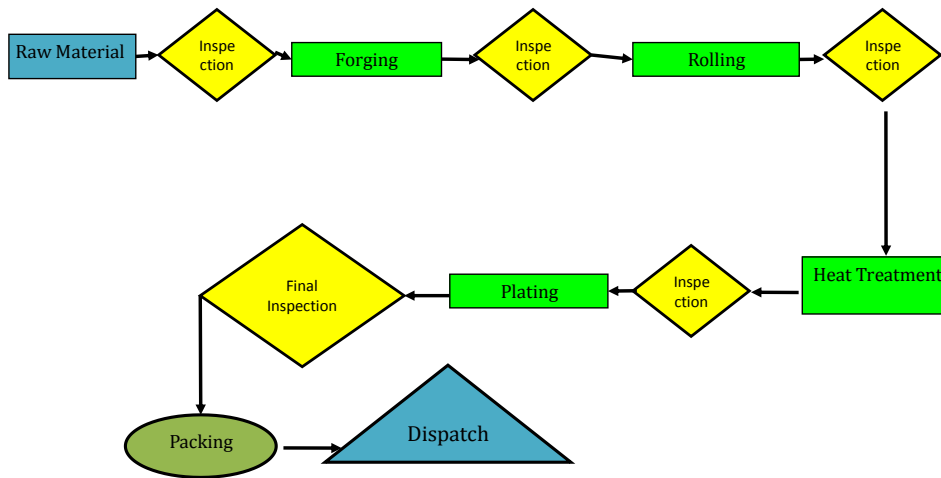 Raw Material
Inspe
ction
Forging
Inspe
ction
Rolling
Inspe
ction
Heat Treatment
Inspe
ction
Plating
Final
Inspection
Packing
Dispatch